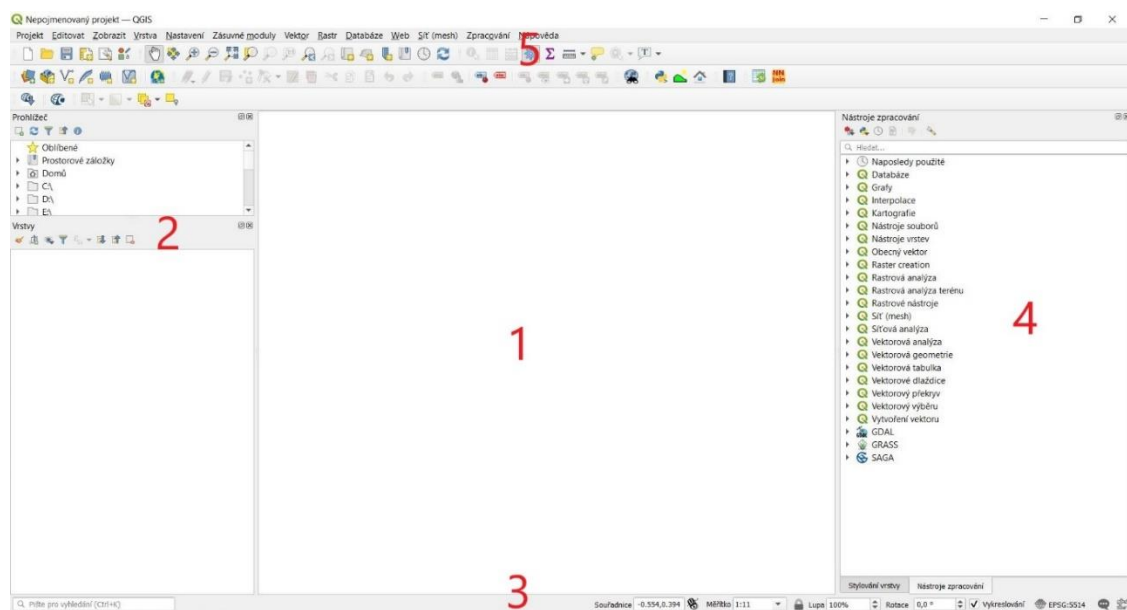 Nepojmenovaný projekt — QGIS
Projekt Editovat Zobrazit Vrstva Nastavení Zásuvné moduly Vektor Rastr Databáze Web Síť (mesh) Zpracování Nápověda
5
Prohlížeč
Oblíbené
Prostorové záložky
Domů
C:\
D:\
E:\
2
Vrstvy
1
Nástroje zpracování
Hledat...
Naposledy použité
Databáze
Grafy
Interpolace
Kartografie
Nástroje souborů
Nástroje vrstev
Obecný vektor
Raster creation
Rastrová analýza
Rastrová analýza terénu
Rastrové nástroje
Síť (mesh)
Síťová analýza
Vektorová analýza
Vektorová geometrie
Vektorová tabulka
Vektorové dlaždice
Vektorový překryv
Vektorový výběru
Vytvoření vektoru
GDAL
GRASS
SAGA
4
Stylování vrstvy Nástroje zpracování
3
Pište pro vyhledání (Ctrl+K) Souřadnice -0.554,0.394 Měřítko 1:11 Lupa 100% Rotace 0,0 ° Vykreslování EPSG:5514